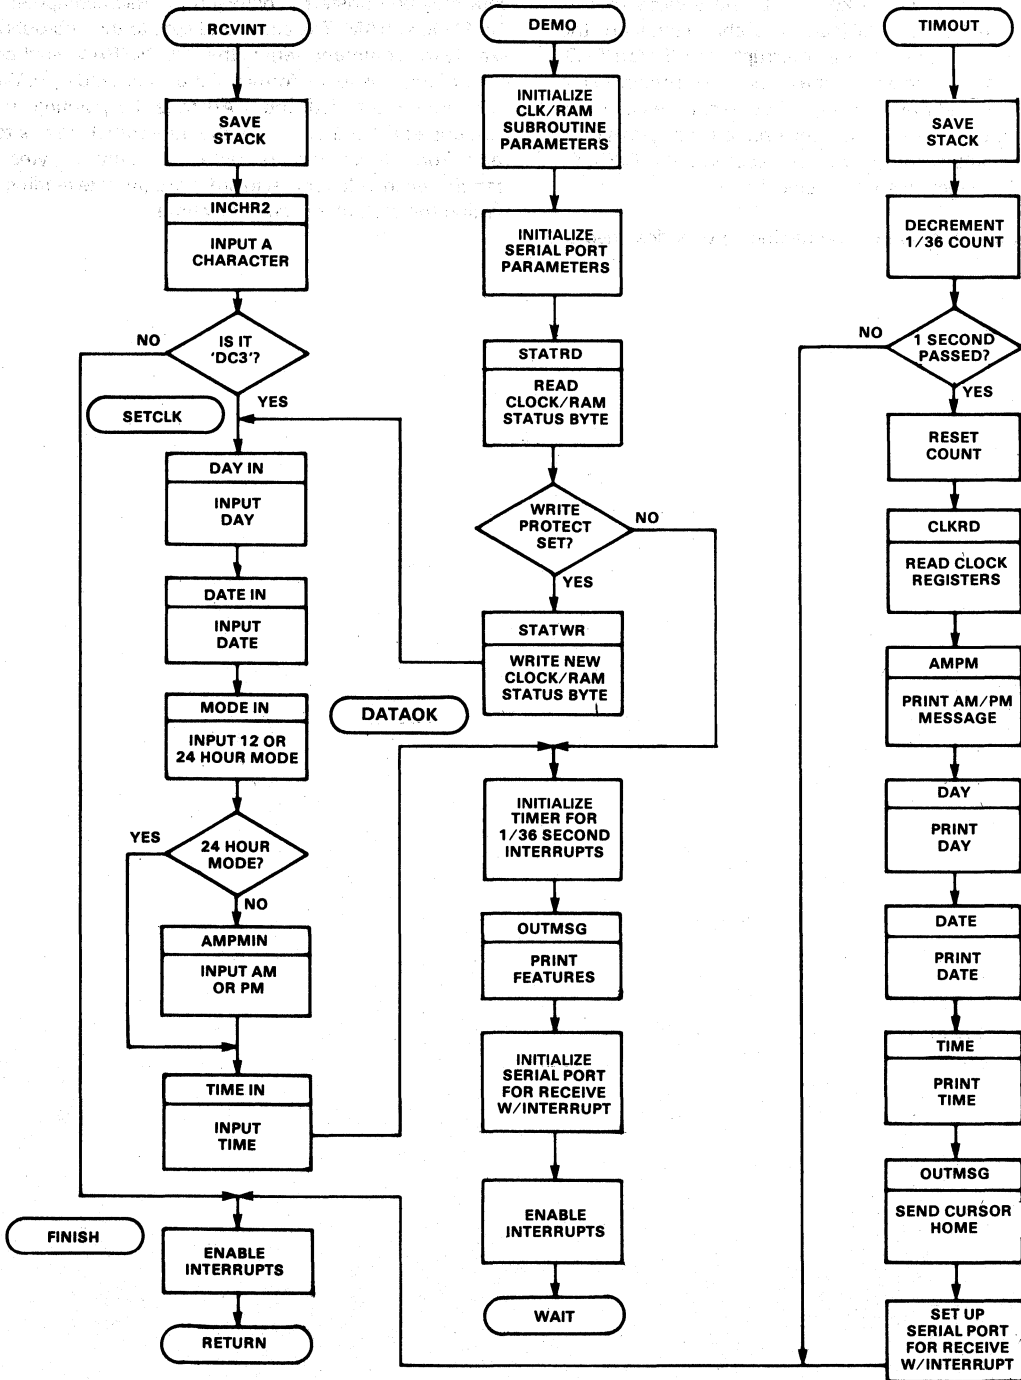 RCVINT
SAVE
STACK
INCHR2
INPUT A
CHARACTER
IS IT
'DC3'?
NO
YES
SETCLK
DAY IN
INPUT
DAY
DATE IN
INPUT
DATE
MODE IN
INPUT 12 OR
24 HOUR MODE
24 HOUR
MODE?
YES
NO
AMPMIN
INPUT AM
OR PM
TIME IN
INPUT
TIME
FINISH
ENABLE
INTERRUPTS
RETURN
DEMO
INITIALIZE
CLK/RAM
SUBROUTINE
PARAMETERS
INITIALIZE
SERIAL PORT
PARAMETERS
STATRD
READ
CLOCK/RAM
STATUS BYTE
WRITE
PROTECT
SET?
NO
YES
STATWR
WRITE NEW
CLOCK/RAM
STATUS BYTE
DATAOK
INITIALIZE
TIMER FOR
1/36 SECOND
INTERRUPTS
OUTMSG
PRINT
FEATURES
INITIALIZE
SERIAL PORT
FOR RECEIVE
W/INTERRUPT
ENABLE
INTERRUPTS
WAIT
TIMOUT
SAVE
STACK
DECREMENT
1/36 COUNT
1 SECOND
PASSED?
NO
YES
RESET
COUNT
CLKRD
READ CLOCK
REGISTERS
AMPM
PRINT AM/PM
MESSAGE
DAY
PRINT
DAY
DATE
PRINT
DATE
TIME
PRINT
TIME
OUTMSG
SEND CURSOR
HOME
SET UP
SERIAL PORT
FOR RECEIVE
W/INTERRUPT